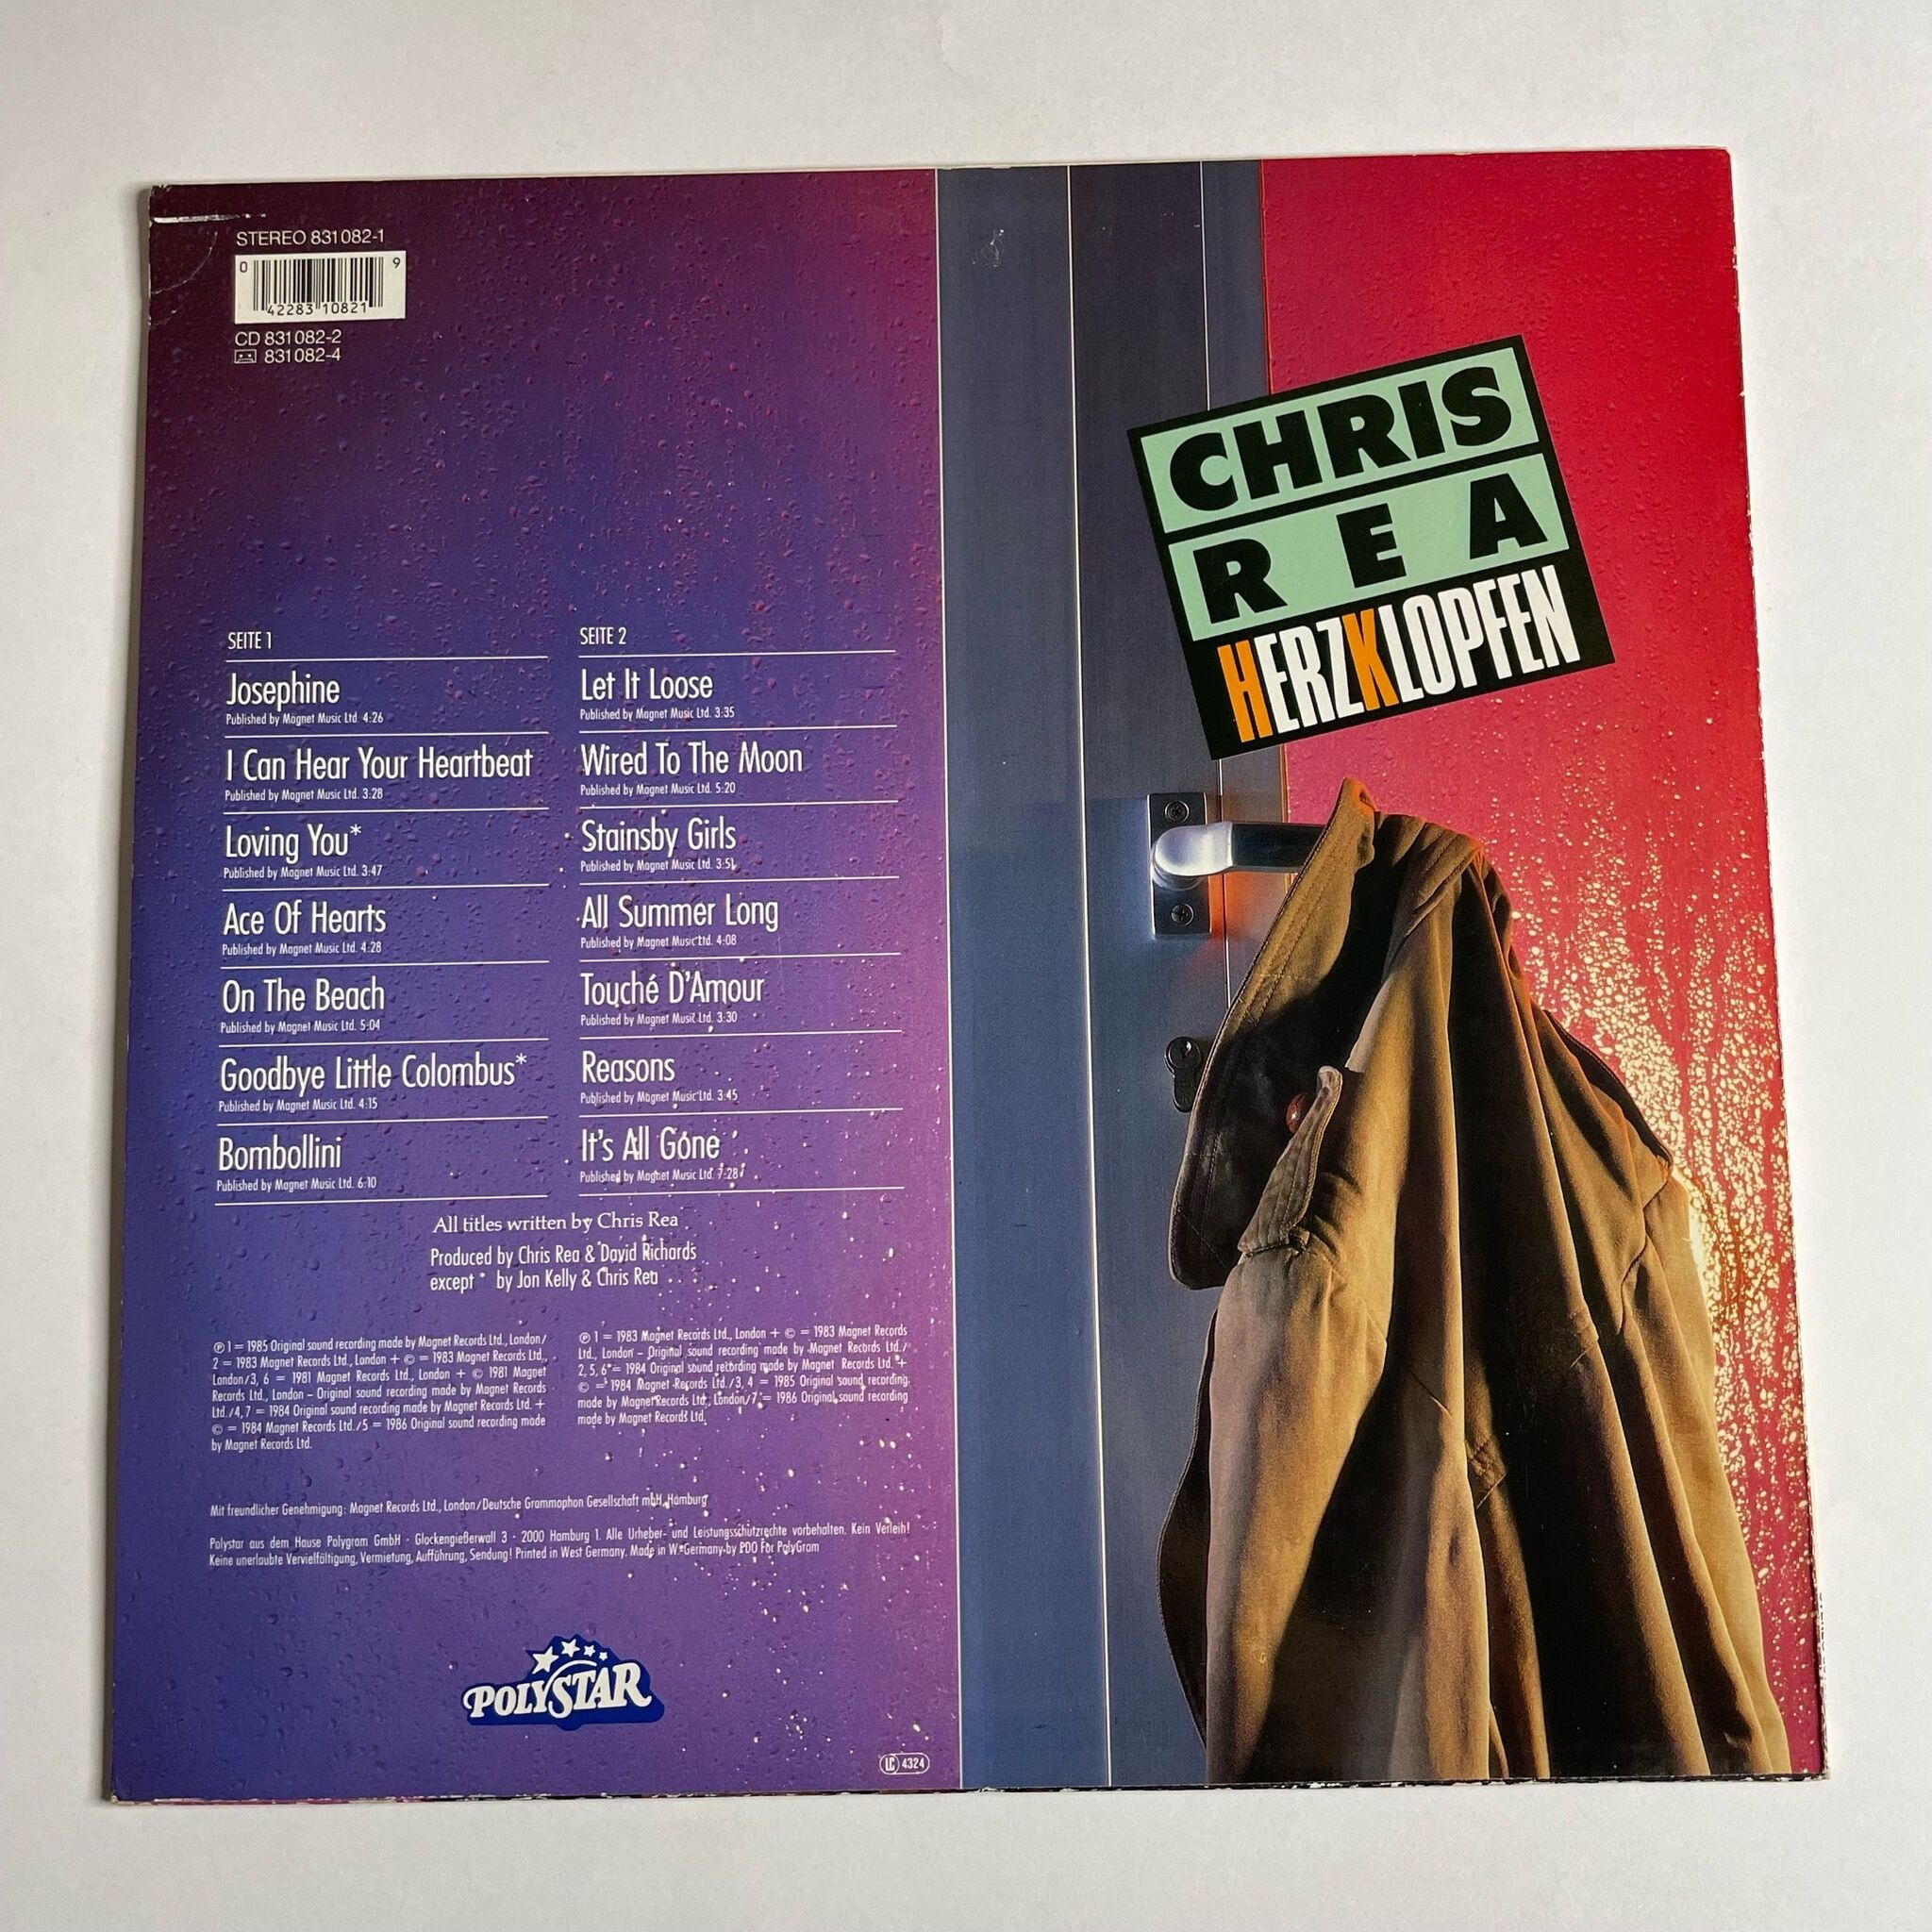 STEREO 831 082-1
0 42283 10821 9
CD 831 082-2
831 082-4
CHRIS
REA
HERZKLOPFEN
SEITE 1
Josephine
Published by Magnet Music Ltd. 4:26
I Can Hear Your Heartbeat
Published by Magnet Music Ltd. 3:28
Loving You*
Published by Magnet Music Ltd. 3:47
Ace Of Hearts
Published by Magnet Music Ltd. 4:28
On The Beach
Published by Magnet Music Ltd. 5:04
Goodbye Little Colombus*
Published by Magnet Music Ltd. 4:15
Bombollini
Published by Magnet Music Ltd. 6:10
SEITE 2
Let It Loose
Published by Magnet Music Ltd. 3:35
Wired To The Moon
Published by Magnet Music Ltd. 5:20
Stainsby Girls
Published by Magnet Music Ltd. 3:51
All Summer Long
Published by Magnet Music Ltd. 4:08
Touché D'Amour
Published by Magnet Music Ltd. 3:30
Reasons
Published by Magnet Music Ltd. 3:45
It's All Gone
Published by Magnet Music Ltd. 7:28
All titles written by Chris Rea
Produced by Chris Rea & David Richards
except * by Jon Kelly & Chris Rea
℗ 1 = 1985 Original sound recording made by Magnet Records Ltd., London/
2 = 1983 Magnet Records Ltd., London + © = 1983 Magnet Records Ltd.,
London/3, 6 = 1981 Magnet Records Ltd., London + © 1981 Magnet
Records Ltd., London – Original sound recording made by Magnet Records
Ltd./4, 7 = 1984 Original sound recording made by Magnet Records Ltd. +
© = 1984 Magnet Records Ltd./5 = 1986 Original sound recording made
by Magnet Records Ltd.
℗ 1 = 1983 Magnet Records Ltd., London + © = 1983 Magnet Records
Ltd., London – Original sound recording made by Magnet Records Ltd./
2, 5, 6 = 1984 Original sound recording made by Magnet Records Ltd. +
© = 1984 Magnet Records Ltd./3, 4 = 1985 Original sound recording
made by Magnet Records Ltd., London/7 = 1986 Original sound recording
made by Magnet Records Ltd.
Mit freundlicher Genehmigung: Magnet Records Ltd., London/Deutsche Grammophon Gesellschaft mbH, Hamburg
Polystar aus dem Hause Polygram GmbH · Glockengießerwall 3 · 2000 Hamburg 1. Alle Urheber- und Leistungsschutzrechte vorbehalten. Kein Verleih!
Keine unerlaubte Vervielfältigung, Vermietung, Aufführung, Sendung! Printed in West Germany. Made in W.-Germany by PDO For PolyGram
POLYSTAR
LC 4324